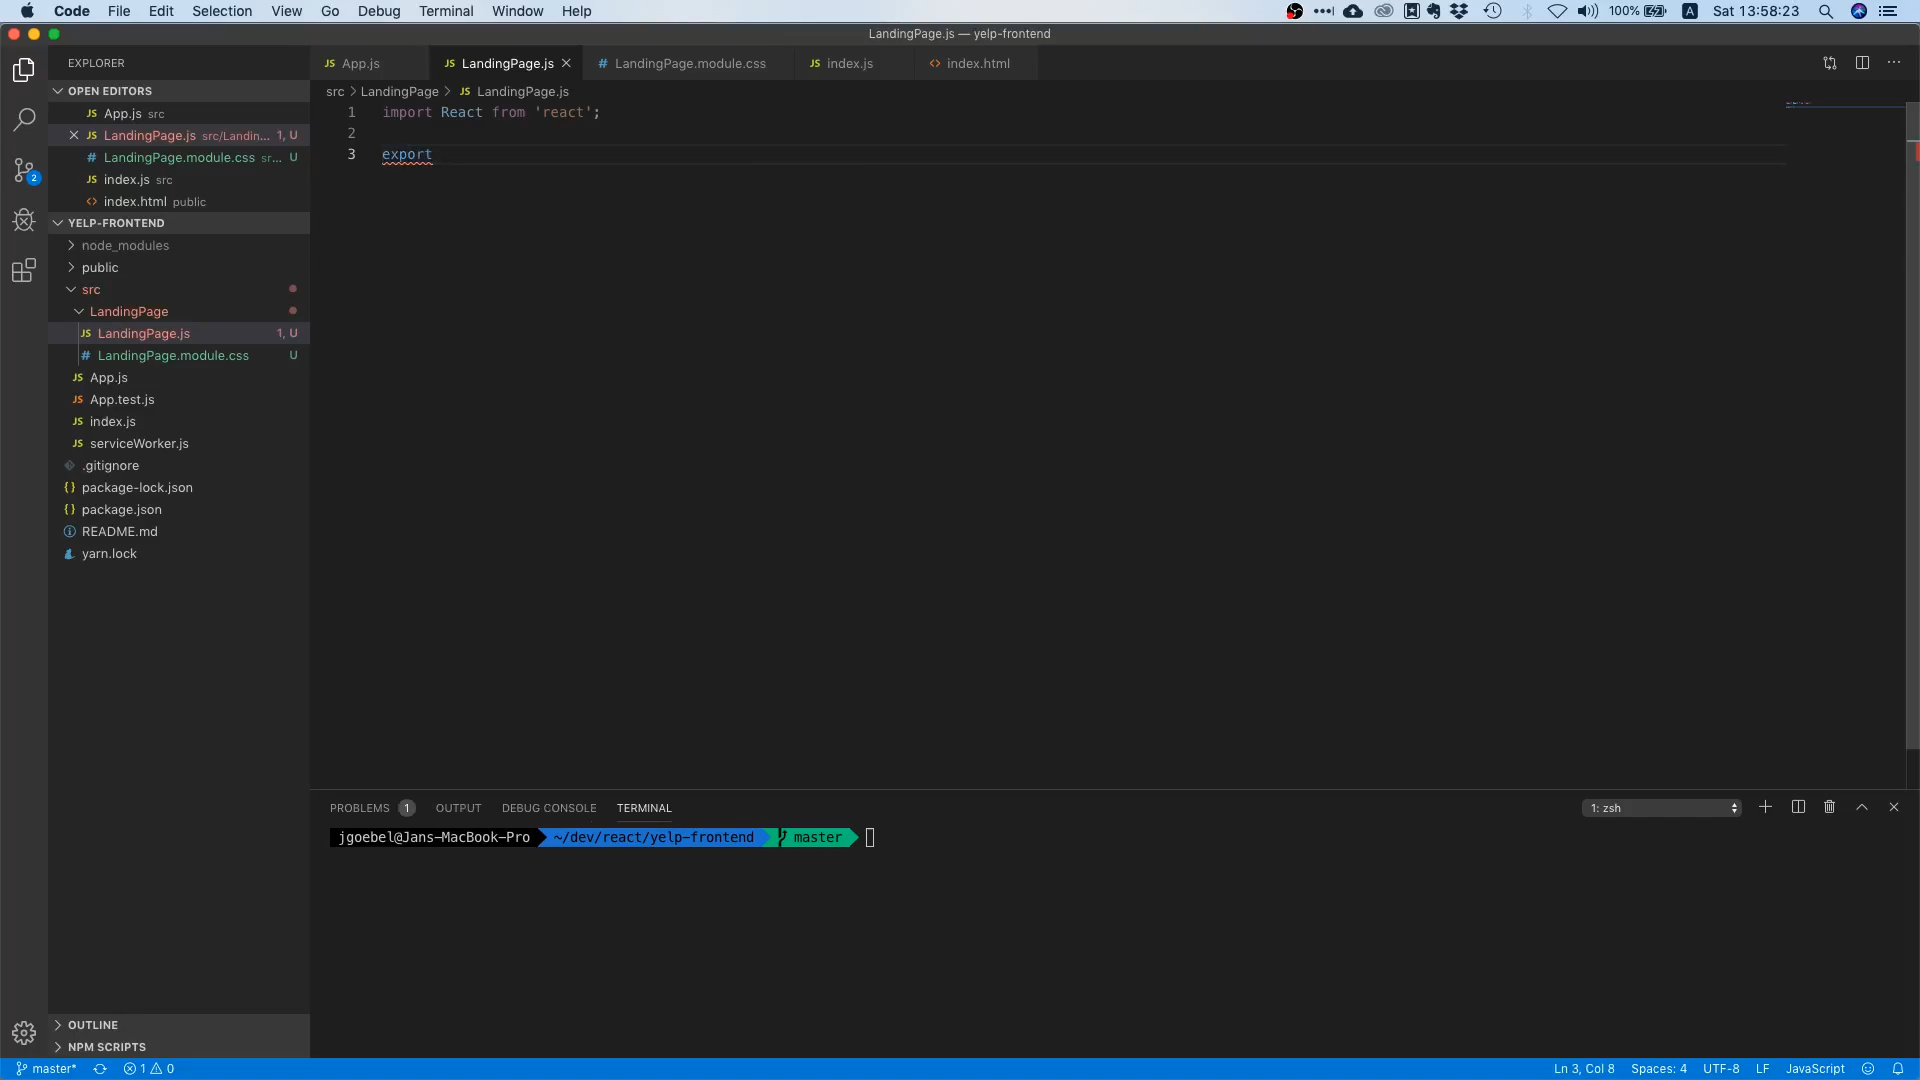 Code File Edit Selection View Go Debug Terminal Window Help 100% A Sat 13:58:23
LandingPage.js — yelp-frontend
EXPLORER
OPEN EDITORS
JS App.js src
JS LandingPage.js src/Landin... 1, U
# LandingPage.module.css sr... U
JS index.js src
<> index.html public
2
YELP-FRONTEND
node_modules
public
src
LandingPage
JS LandingPage.js 1, U
# LandingPage.module.css U
JS App.js
JS App.test.js
JS index.js
JS serviceWorker.js
.gitignore
{} package-lock.json
{} package.json
README.md
yarn.lock
OUTLINE
NPM SCRIPTS
JS App.js JS LandingPage.js # LandingPage.module.css JS index.js <> index.html
src > LandingPage > JS LandingPage.js
1 import React from 'react';
2
3 export
PROBLEMS 1 OUTPUT DEBUG CONSOLE TERMINAL 1: zsh
jgoebel@Jans-MacBook-Pro ~/dev/react/yelp-frontend master
master* 1 0 Ln 3, Col 8 Spaces: 4 UTF-8 LF JavaScript